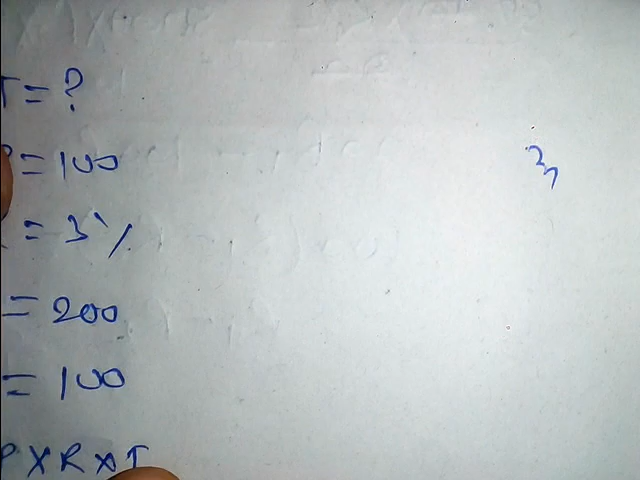 T = ?
P = 100
= 3%
= 200
= 100
P X R X T
3